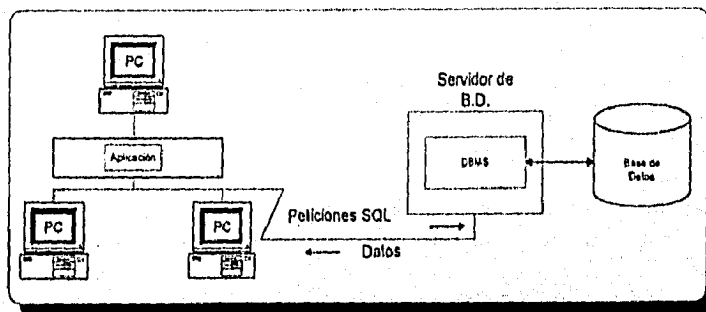 PC
Servidor de
B.D.
Aplicación
DBMS
Base de
Datos
PC
PC
Peticiones SQL
Datos